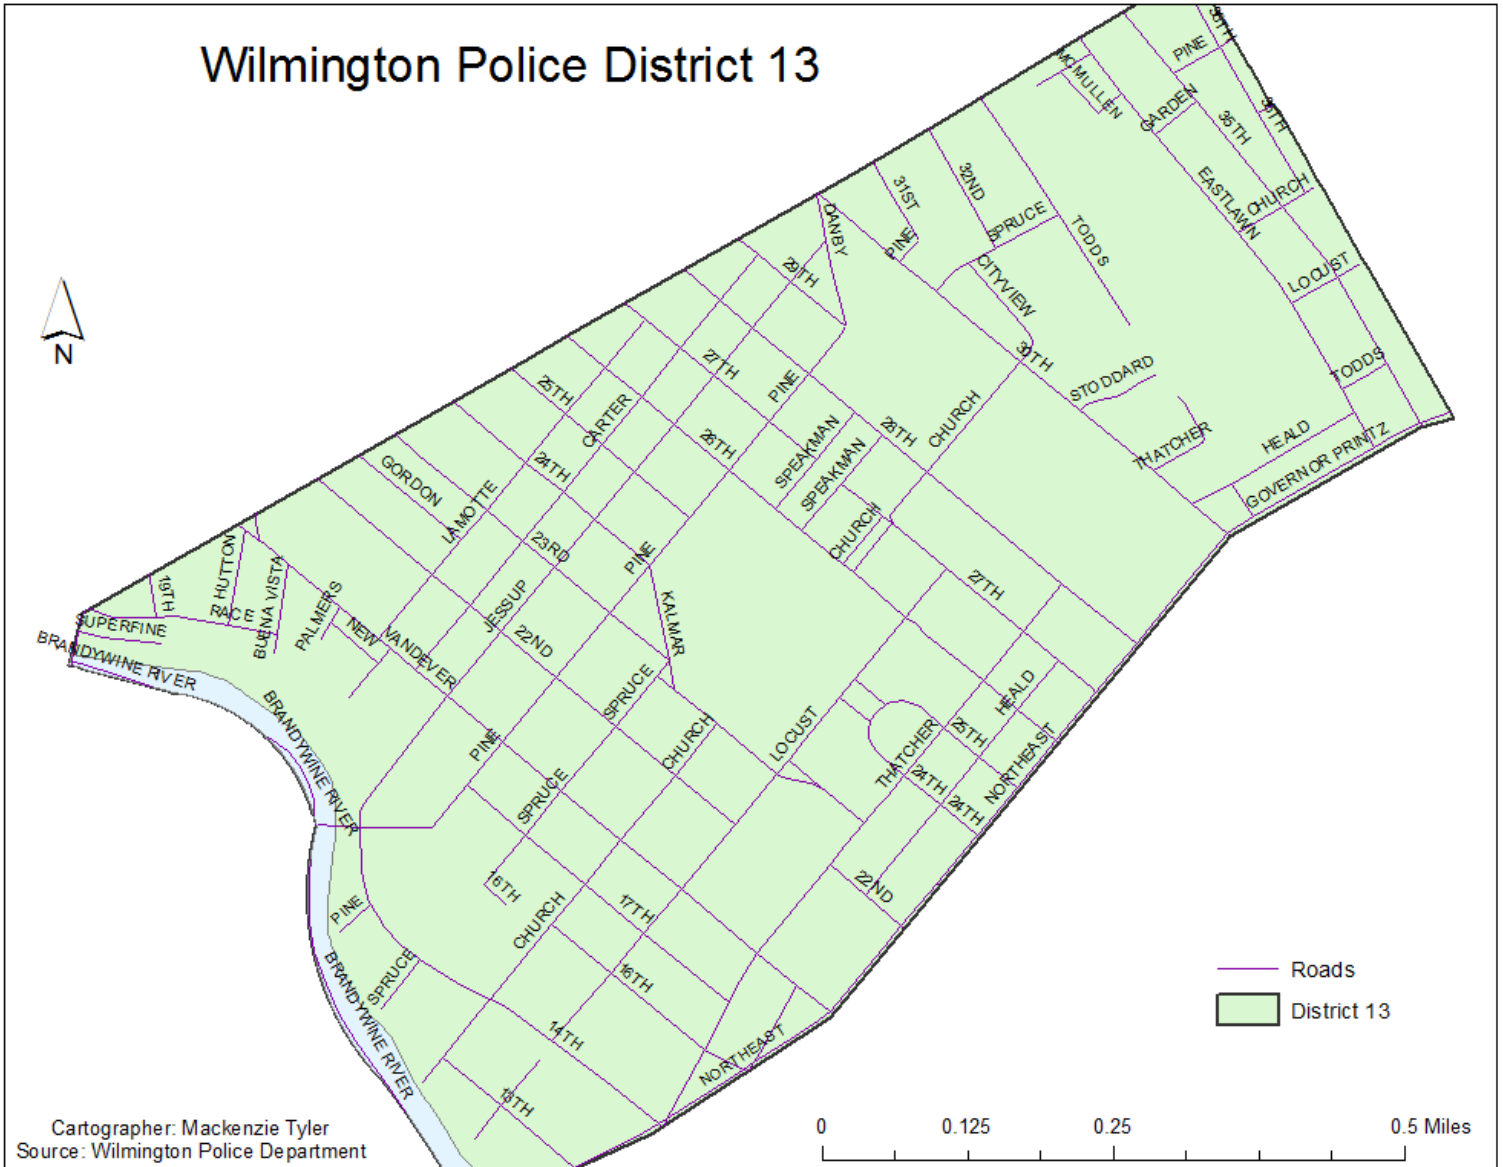 Wilmington Police District 13
36TH
PINE
MCMULLEN
GARDEN
35TH
36TH
31ST
32ND
EASTLAWN
CHURCH
DANBY
PINE
SPRUCE
TODDS
29TH
CITYVIEW
LOCUST
N
27TH
PINE
30TH
STODDARD
TODDS
25TH
CARTER
26TH
SPEAKMAN
SPEAKMAN
28TH
CHURCH
THATCHER
HEALD
GOVERNOR PRINTZ
GORDON
24TH
LAMOTTE
23RD
PINE
CHURCH
27TH
HUTTON
19TH
RACE
BUENA VISTA
PALMERS
NEW
VANDEVER
JESSUP
22ND
KALMAR
SUPERFINE
BRANDYWINE RIVER
BRANDYWINE RIVER
SPRUCE
PINE
CHURCH
LOCUST
HEALD
25TH
THATCHER
24TH
24TH
NORTHEAST
SPRUCE
22ND
16TH
PINE
CHURCH
17TH
SPRUCE
16TH
BRANDYWINE RIVER
14TH
NORTHEAST
13TH
Roads
District 13
Cartographer: Mackenzie Tyler
Source: Wilmington Police Department
0 0.125 0.25 0.5 Miles